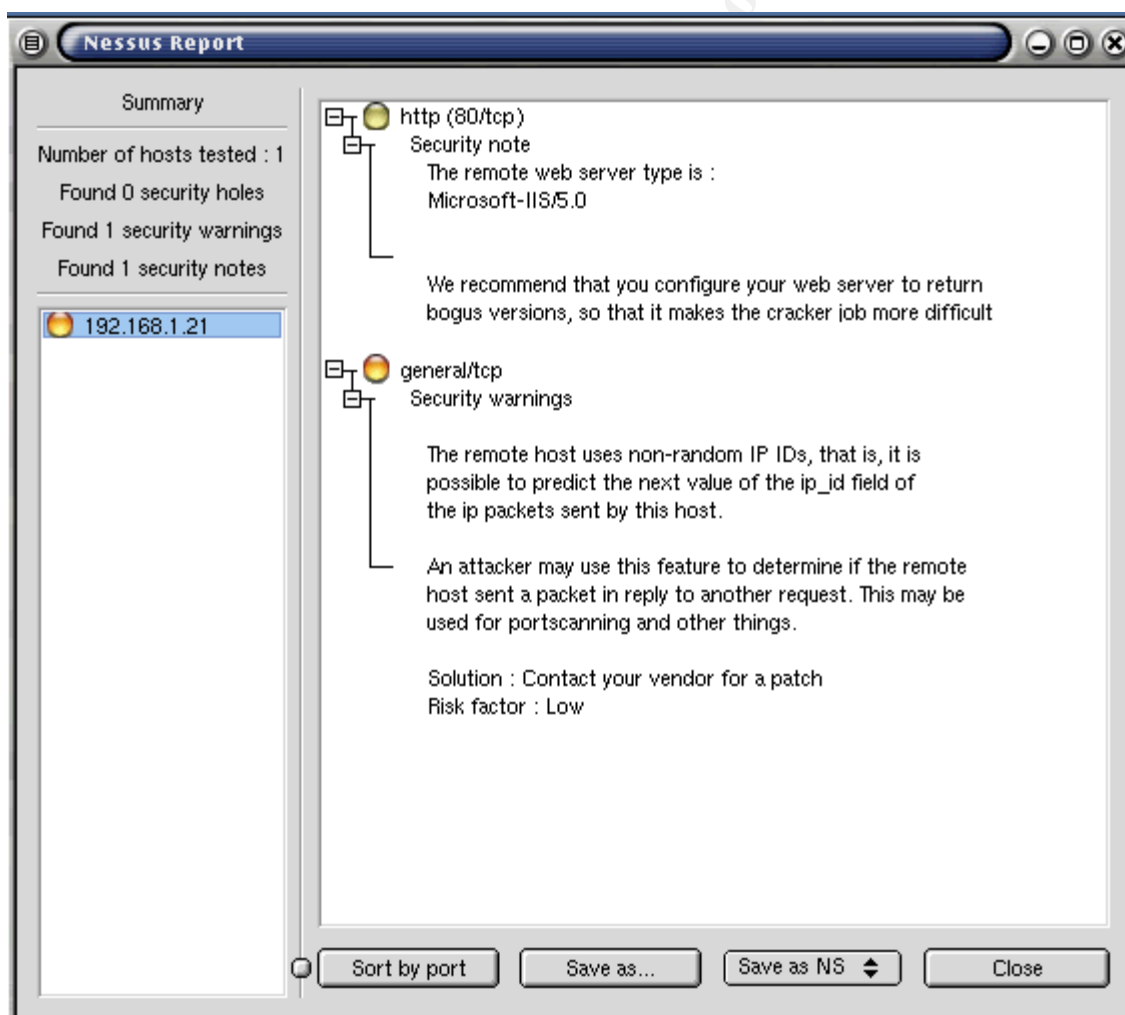 Nessus Report
Summary
Number of hosts tested : 1
Found 0 security holes
Found 1 security warnings
Found 1 security notes
192.168.1.21
http (80/tcp)
Security note
The remote web server type is :
Microsoft-IIS/5.0
We recommend that you configure your web server to return
bogus versions, so that it makes the cracker job more difficult
general/tcp
Security warnings
The remote host uses non-random IP IDs, that is, it is
possible to predict the next value of the ip_id field of
the ip packets sent by this host.
An attacker may use this feature to determine if the remote
host sent a packet in reply to another request. This may be
used for portscanning and other things.
Solution : Contact your vendor for a patch
Risk factor : Low
Sort by port
Save as...
Save as NS
Close